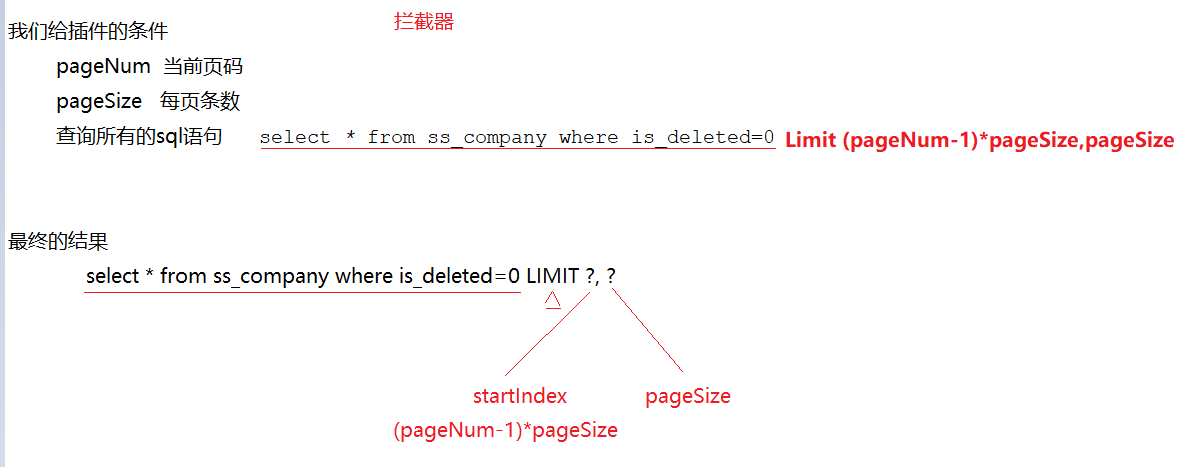 拦截器
我们给插件的条件
pageNum 当前页码
pageSize 每页条数
查询所有的sql语句 select * from ss_company where is_deleted=0 Limit (pageNum-1)*pageSize,pageSize
最终的结果
select * from ss_company where is_deleted=0 LIMIT ?, ?
startIndex pageSize
(pageNum-1)*pageSize